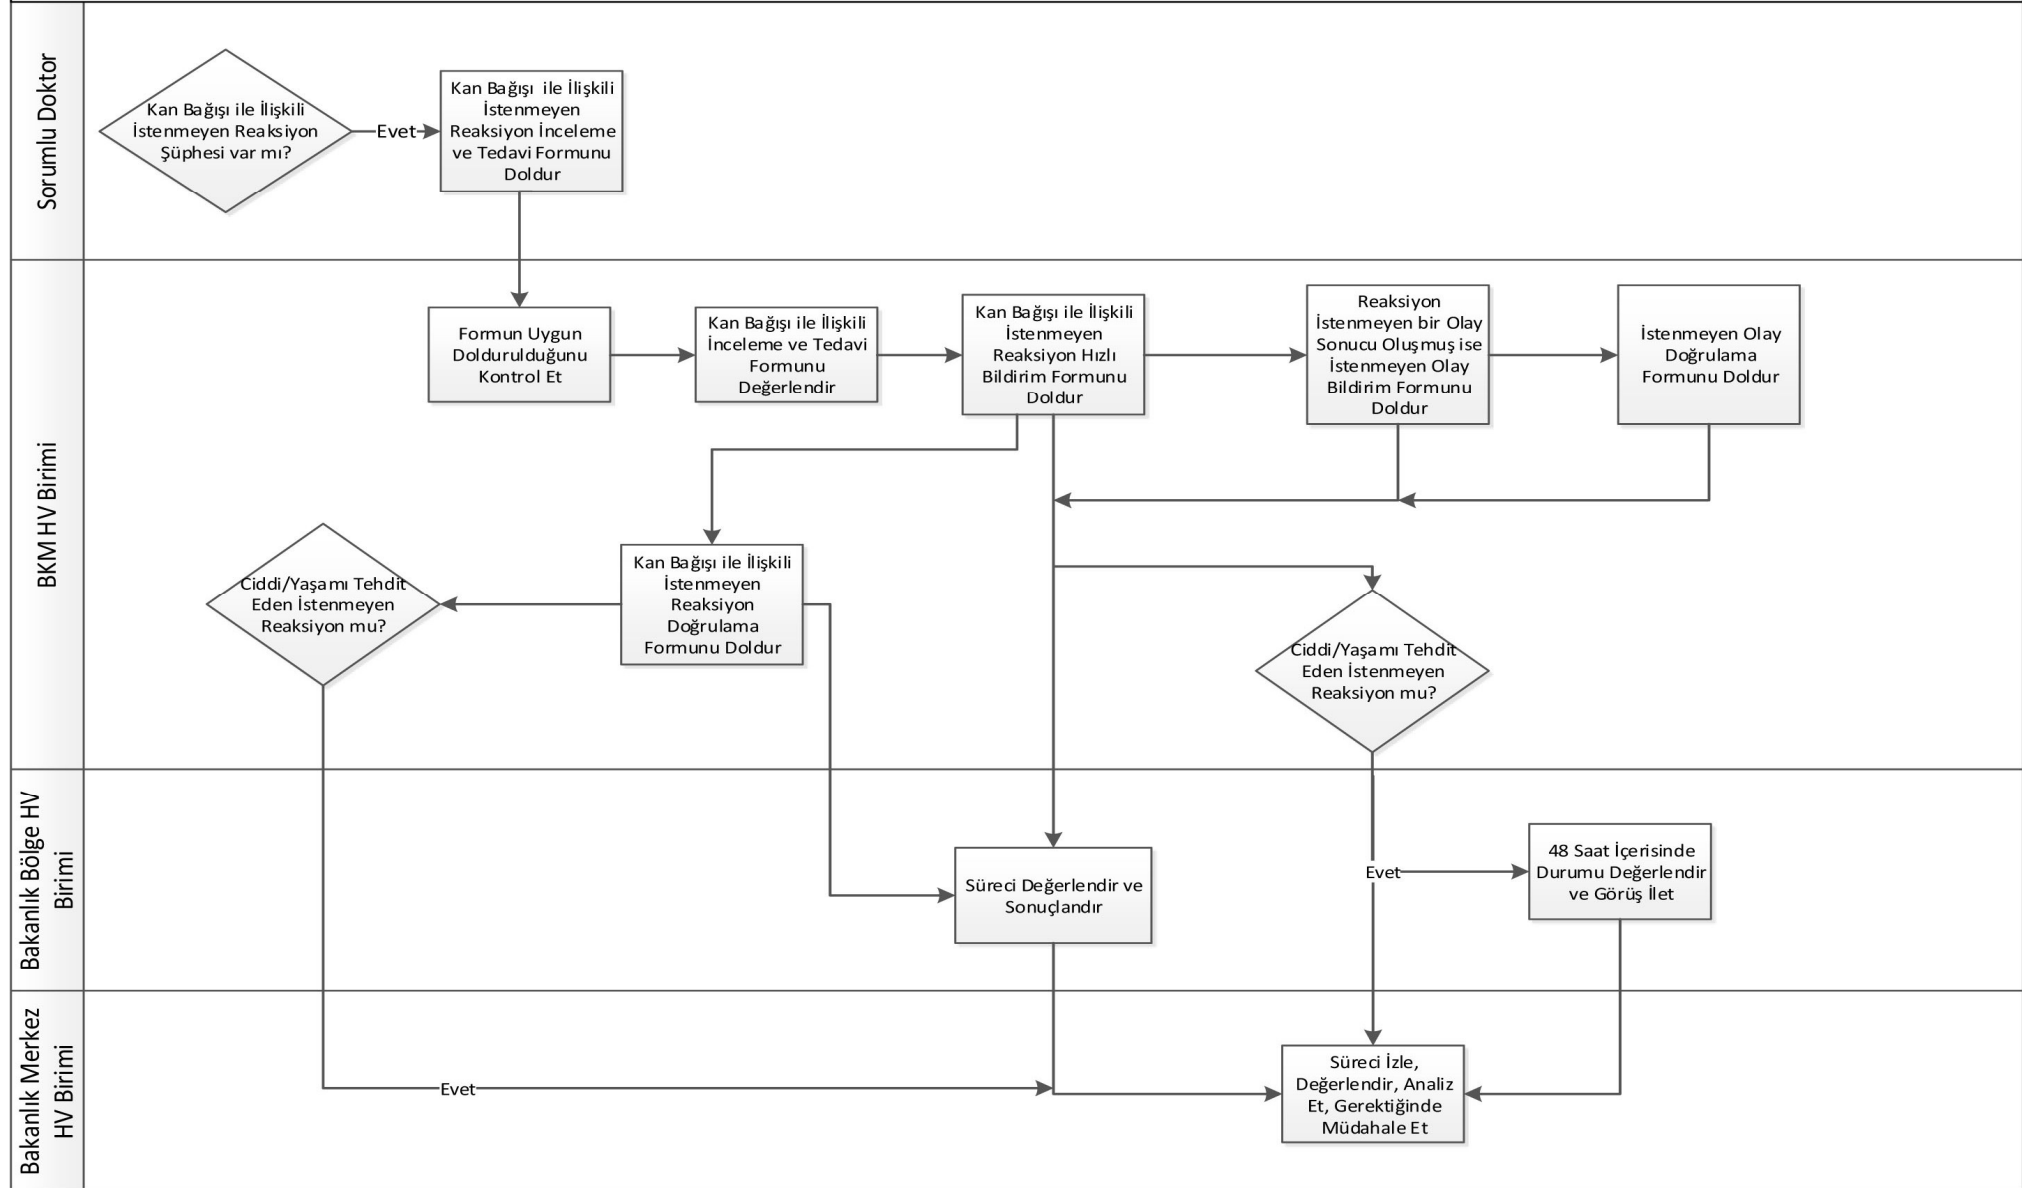 Sorumlu Doktor
Kan Bağışı ile İlişkili
İstenmeyen Reaksiyon
Şüphesi var mı?
Evet
Kan Bağışı ile İlişkili
İstenmeyen
Reaksiyon İnceleme
ve Tedavi Formunu
Doldur
BKM HV Birimi
Formun Uygun
Doldurulduğunu
Kontrol Et
Kan Bağışı ile İlişkili
İnceleme ve Tedavi
Formunu
Değerlendir
Kan Bağışı ile İlişkili
İstenmeyen
Reaksiyon Hızlı
Bildirim Formunu
Doldur
Reaksiyon
İstenmeyen bir Olay
Sonucu Oluşmuş ise
İstenmeyen Olay
Bildirim Formunu
Doldur
İstenmeyen Olay
Doğrulama
Formunu Doldur
Ciddi/Yaşamı Tehdit
Eden İstenmeyen
Reaksiyon mu?
Kan Bağışı ile İlişkili
İstenmeyen
Reaksiyon
Doğrulama
Formunu Doldur
Ciddi/Yaşamı Tehdit
Eden İstenmeyen
Reaksiyon mu?
Bakanlık Bölge HV
Birimi
Süreci Değerlendir ve
Sonuçlandır
Evet
48 Saat İçerisinde
Durumu Değerlendir
ve Görüş İlet
Bakanlık Merkez
HV Birimi
Evet
Süreci İzle,
Değerlendir, Analiz
Et, Gerektiğinde
Müdahale Et